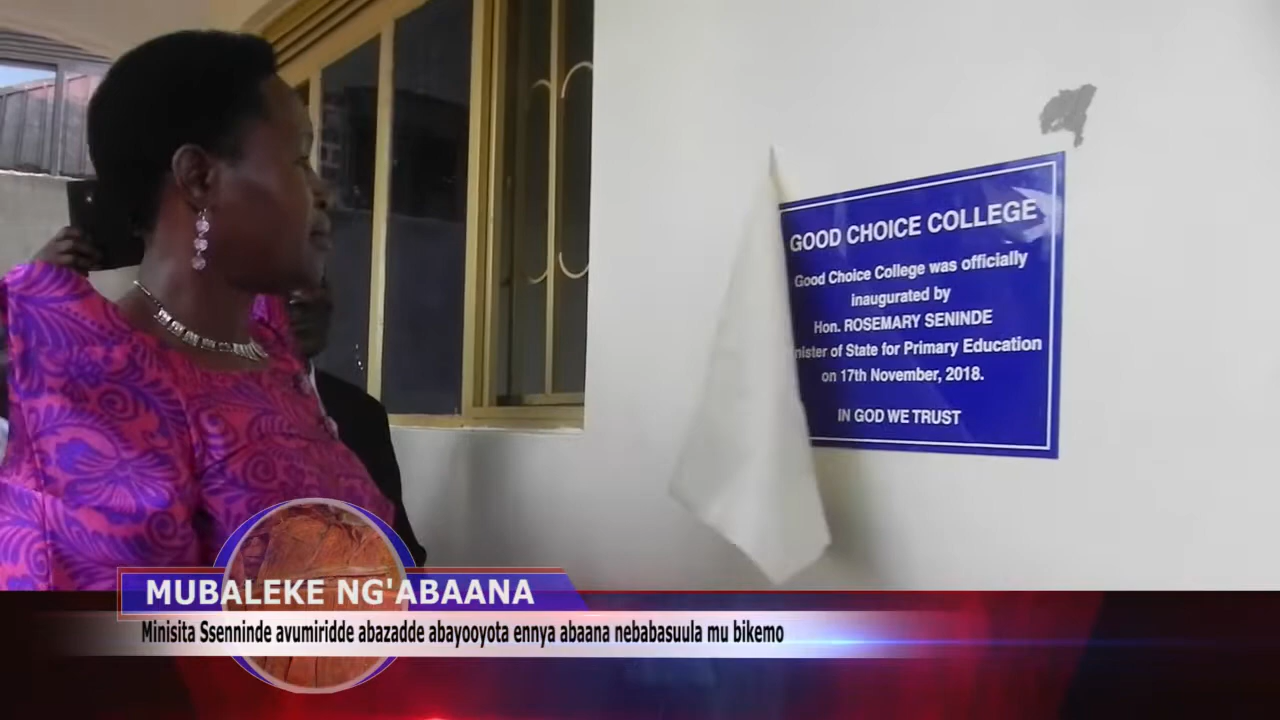 GOOD CHOICE COLLEGE
Good Choice College was officially
inaugurated by
Hon. ROSEMARY SENINDE
nister of State for Primary Education
on 17th November, 2018.
IN GOD WE TRUST
MUBALEKE NG'ABAANA
Minisita Ssenninde avumiridde abazadde abayooyota ennya abaana nebabasuula mu bikemo